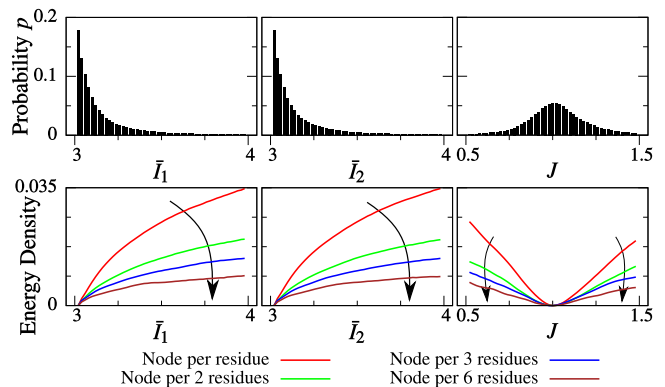 Probability p
0.2
0.1
0
3 4 3 4 0.5 1.5
Ī₁ Ī₂ J
Energy Density
0.035
0
3 4 3 4 0.5 1.5
Ī₁ Ī₂ J
Node per residue Node per 3 residues
Node per 2 residues Node per 6 residues